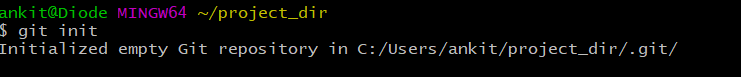 ankit@Diode MINGW64 ~/project_dir
$ git init
Initialized empty Git repository in C:/Users/ankit/project_dir/.git/